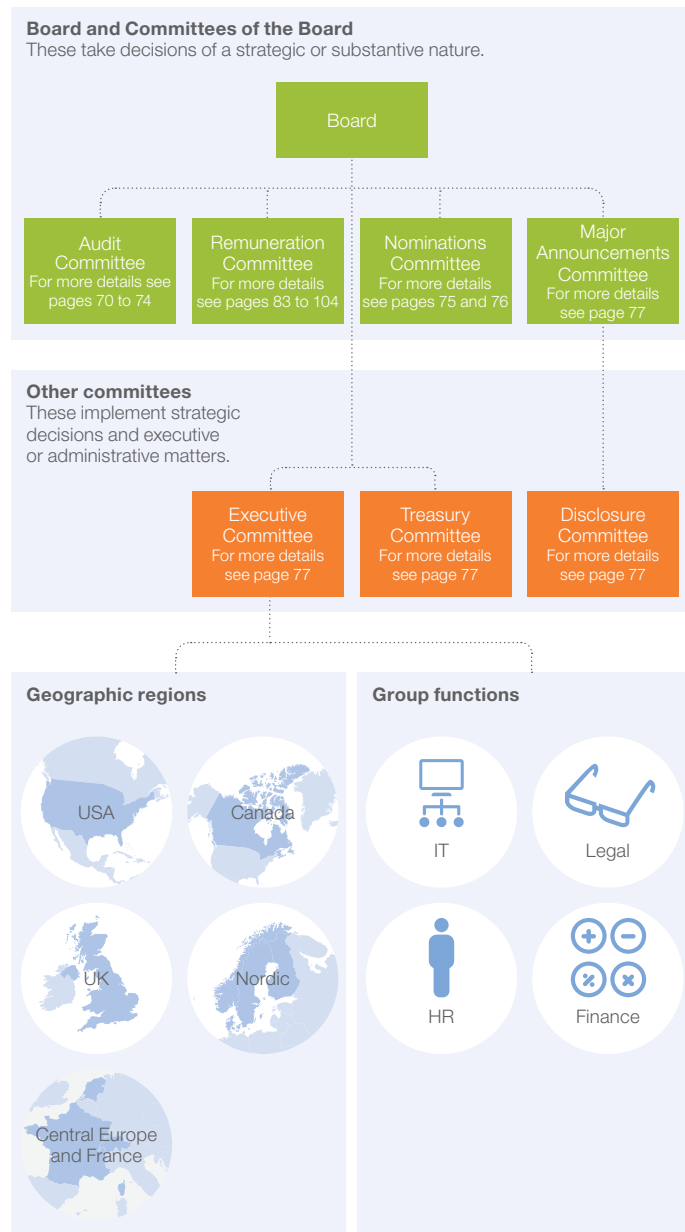 Board and Committees of the Board
These take decisions of a strategic or substantive nature.
Board
Audit
Committee
For more details see
pages 70 to 74
Remuneration
Committee
For more details
see pages 83 to 104
Nominations
Committee
For more details
see pages 75 and 76
Major
Announcements
Committee
For more details
see page 77
Other committees
These implement strategic
decisions and executive
or administrative matters.
Executive
Committee
For more details
see page 77
Treasury
Committee
For more details
see page 77
Disclosure
Committee
For more details
see page 77
Geographic regions
USA
Canada
UK
Nordic
Central Europe
and France
Group functions
IT
Legal
HR
Finance